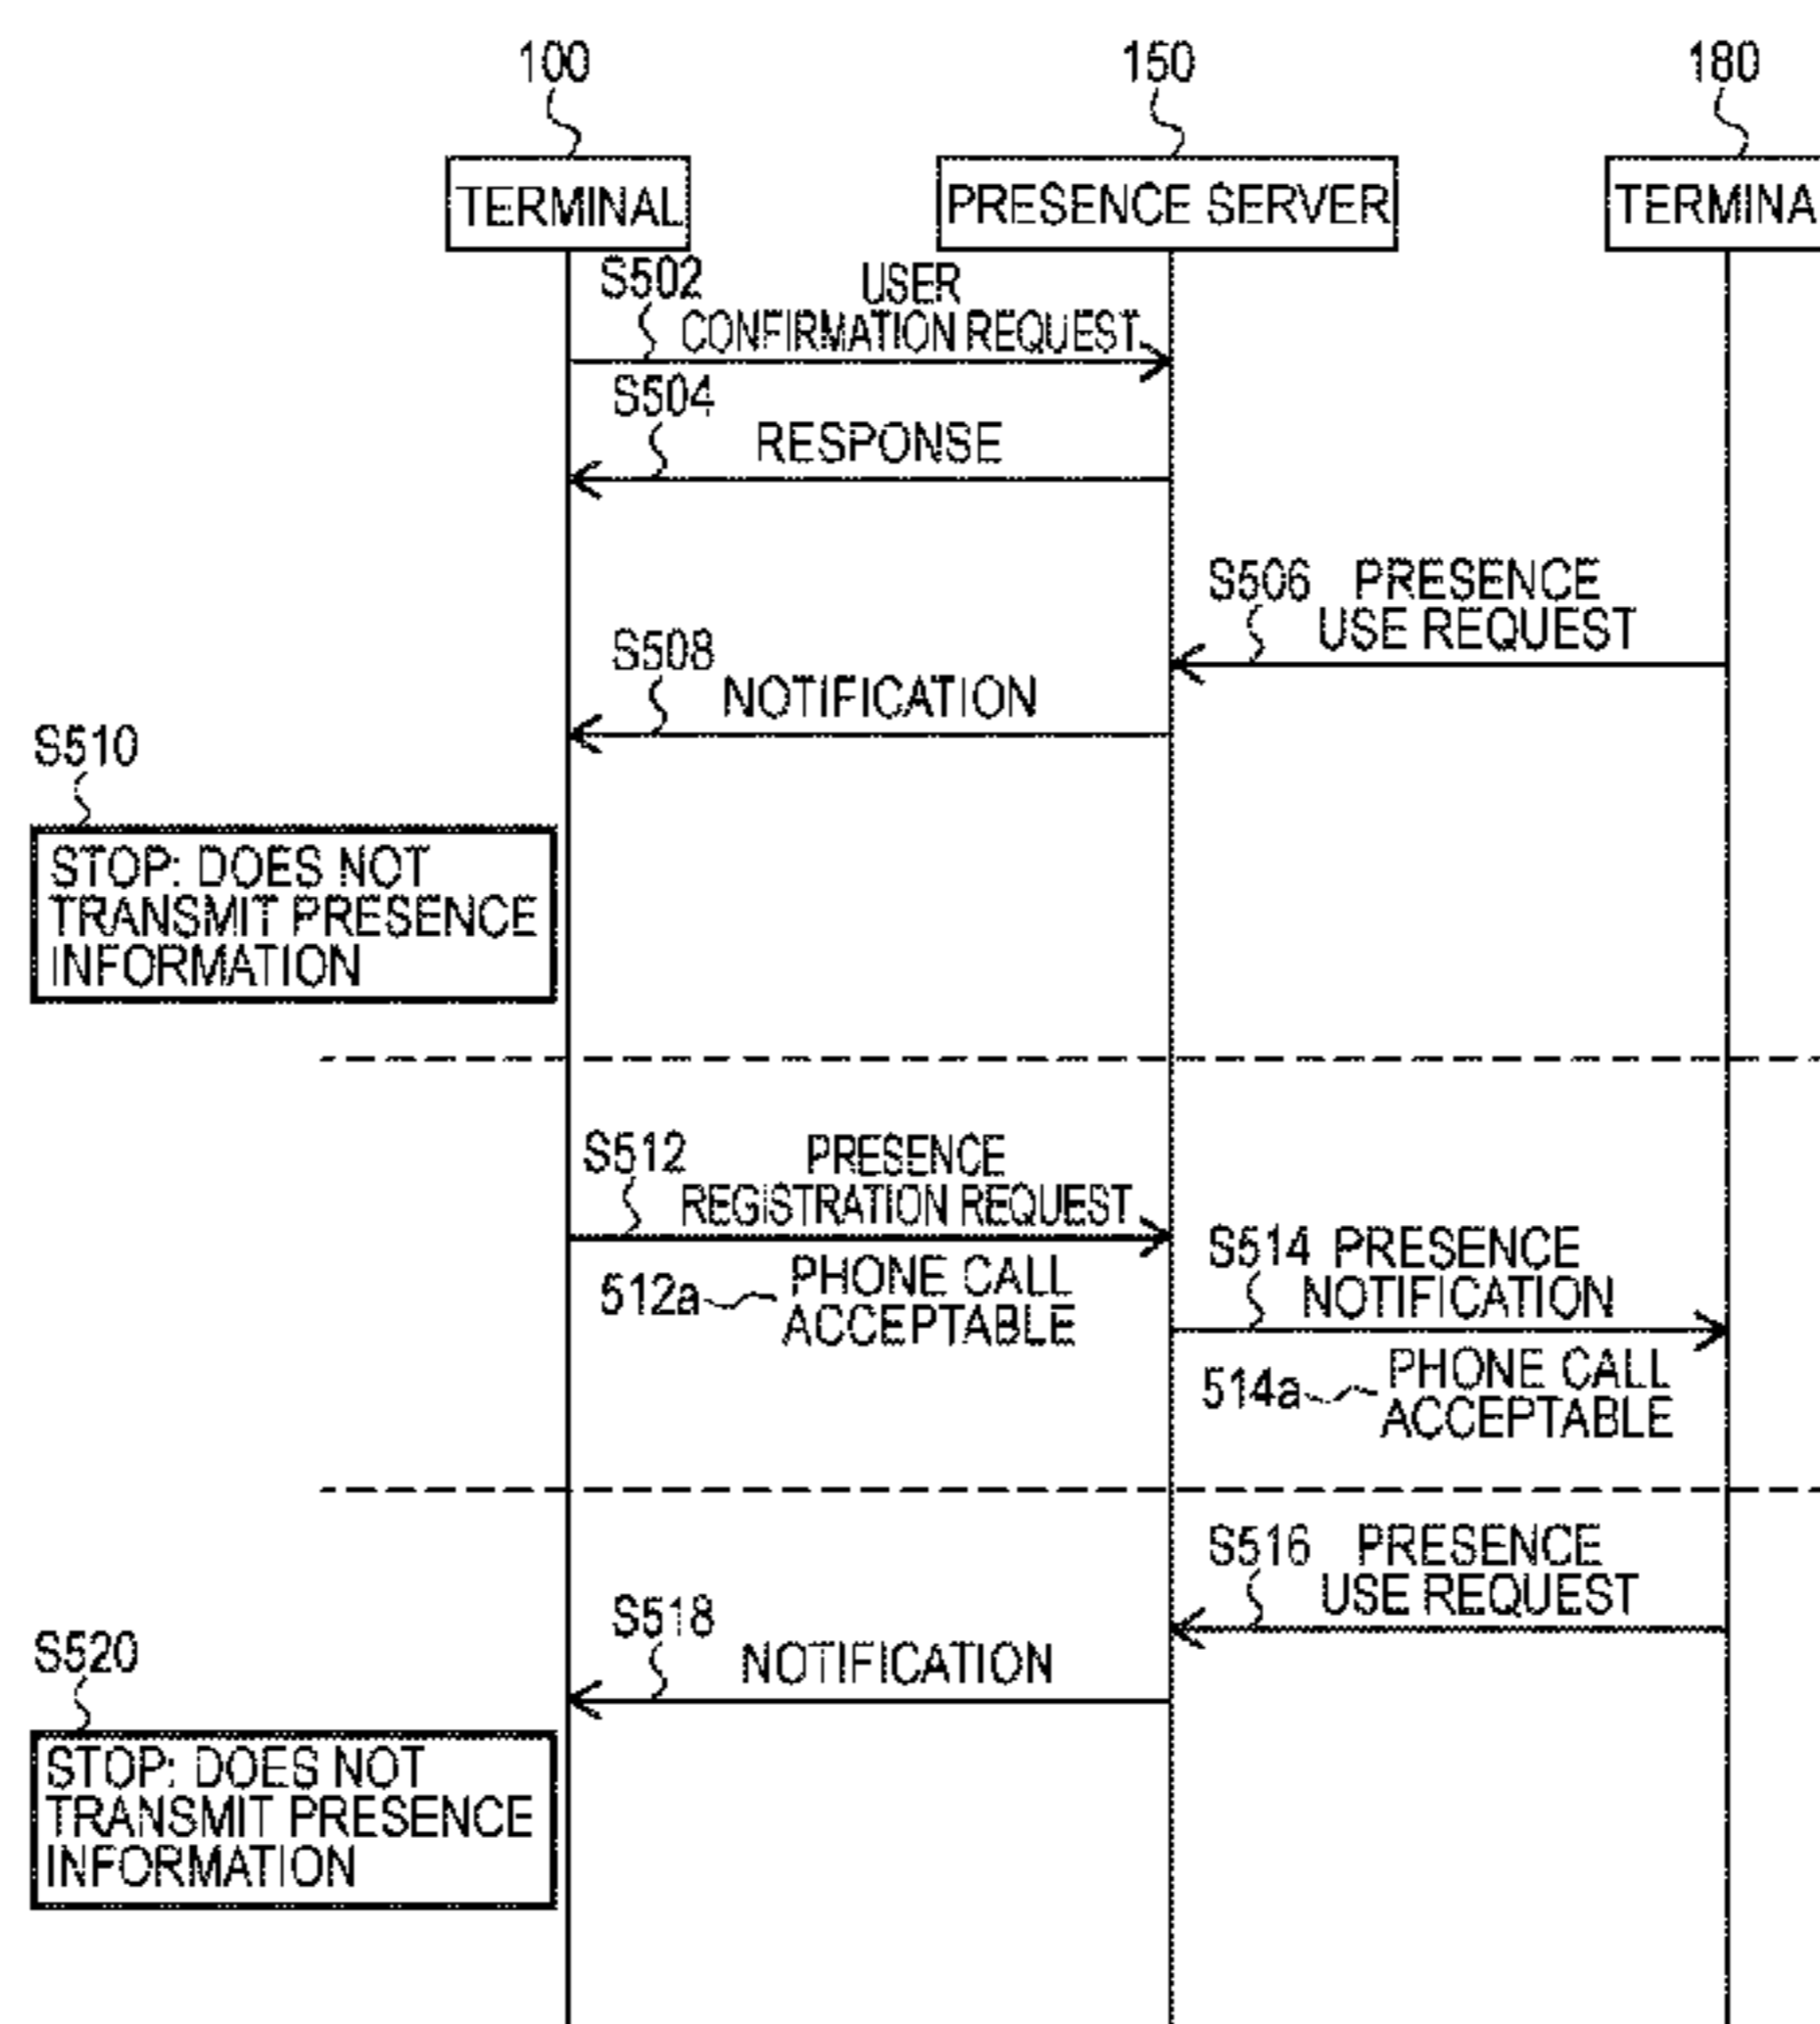 100
150
180
TERMINAL
PRESENCE SERVER
TERMINA
S502
USER
CONFIRMATION REQUEST
S504
RESPONSE
S506 PRESENCE
USE REQUEST
S508
NOTIFICATION
S510
STOP: DOES NOT
TRANSMIT PRESENCE
INFORMATION
S512
PRESENCE
REGISTRATION REQUEST
512a
PHONE CALL
ACCEPTABLE
S514 PRESENCE
NOTIFICATION
514a
PHONE CALL
ACCEPTABLE
S516 PRESENCE
USE REQUEST
S518
NOTIFICATION
S520
STOP: DOES NOT
TRANSMIT PRESENCE
INFORMATION